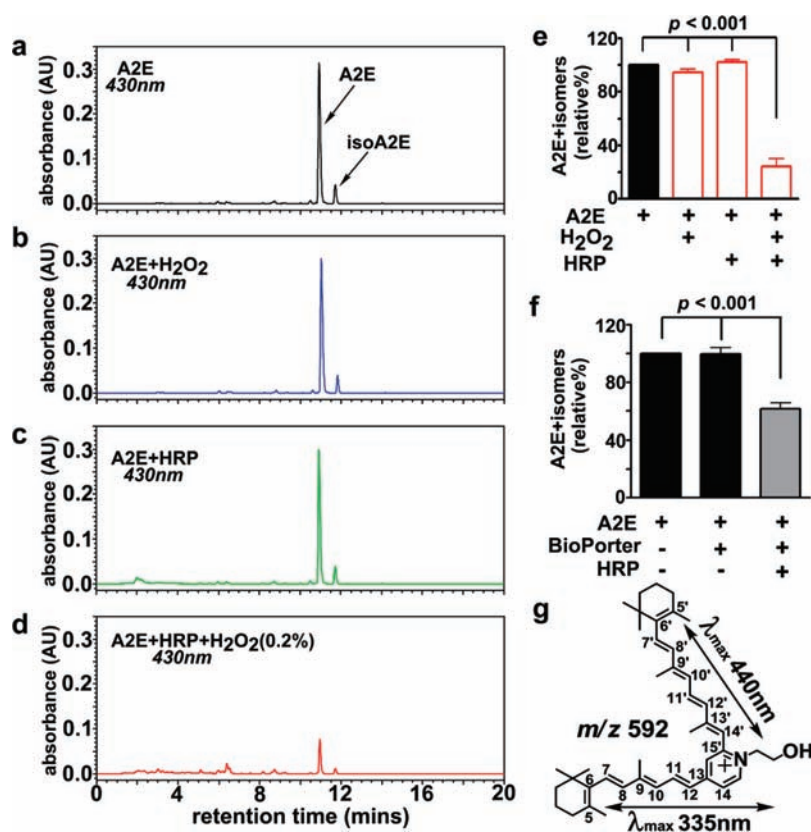 a
A2E
430nm
A2E
isoA2E
absorbance (AU)
0.3
0.2
0.1
0.0
b
A2E+H₂O₂
430nm
absorbance (AU)
0.3
0.2
0.1
0.0
c
A2E+HRP
430nm
absorbance (AU)
0.3
0.2
0.1
0.0
d
A2E+HRP+H₂O₂(0.2%)
430nm
absorbance (AU)
0.3
0.2
0.1
0.0
0 4 8 12 16 20
retention time (mins)
e
p < 0.001
A2E+isomers
(relative%)
120
80
40
0
A2E + + + +
H₂O₂ + +
HRP + +
f
p < 0.001
A2E+isomers
(relative%)
120
80
40
0
A2E + + +
BioPorter - + +
HRP - - +
g
5'
6'
7'
8'
9'
10'
11'
12'
13'
14'
15'
λmax 440nm
m/z 592
N
+
OH
5
6
7
8
9
10
11
12
13
14
λmax 335nm